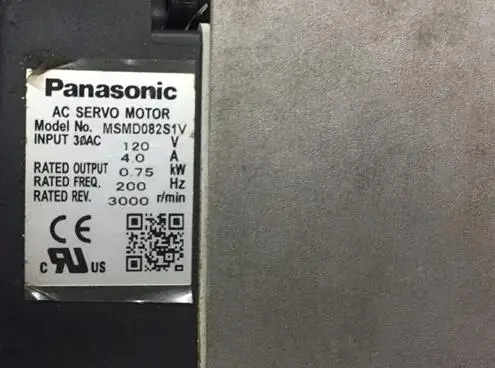 Panasonic
AC SERVO MOTOR
Model No. MSMD082S1V
INPUT 3ØAC 120 V
4.0 A
RATED OUTPUT 0.75 kW
RATED FREQ. 200 Hz
RATED REV. 3000 r/min
CE
c RU US